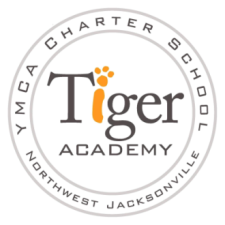 YMCA CHARTER SCHOOL
Tiger
ACADEMY
NORTHWEST JACKSONVILLE